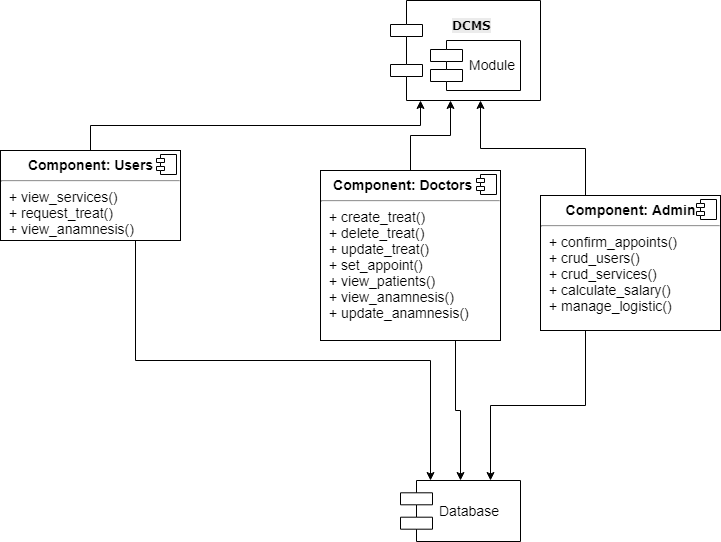 DCMS
Module
Component: Users
+ view_services()
+ request_treat()
+ view_anamnesis()
Component: Doctors
+ create_treat()
+ delete_treat()
+ update_treat()
+ set_appoint()
+ view_patients()
+ view_anamnesis()
+ update_anamnesis()
Component: Admin
+ confirm_appoints()
+ crud_users()
+ crud_services()
+ calculate_salary()
+ manage_logistic()
Database